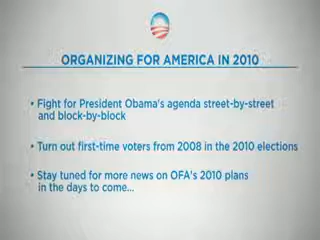 ORGANIZING FOR AMERICA IN 2010
• Fight for President Obama's agenda street-by-street
and block-by-block
• Turn out first-time voters from 2008 in the 2010 elections
• Stay tuned for more news on OFA's 2010 plans
in the days to come...